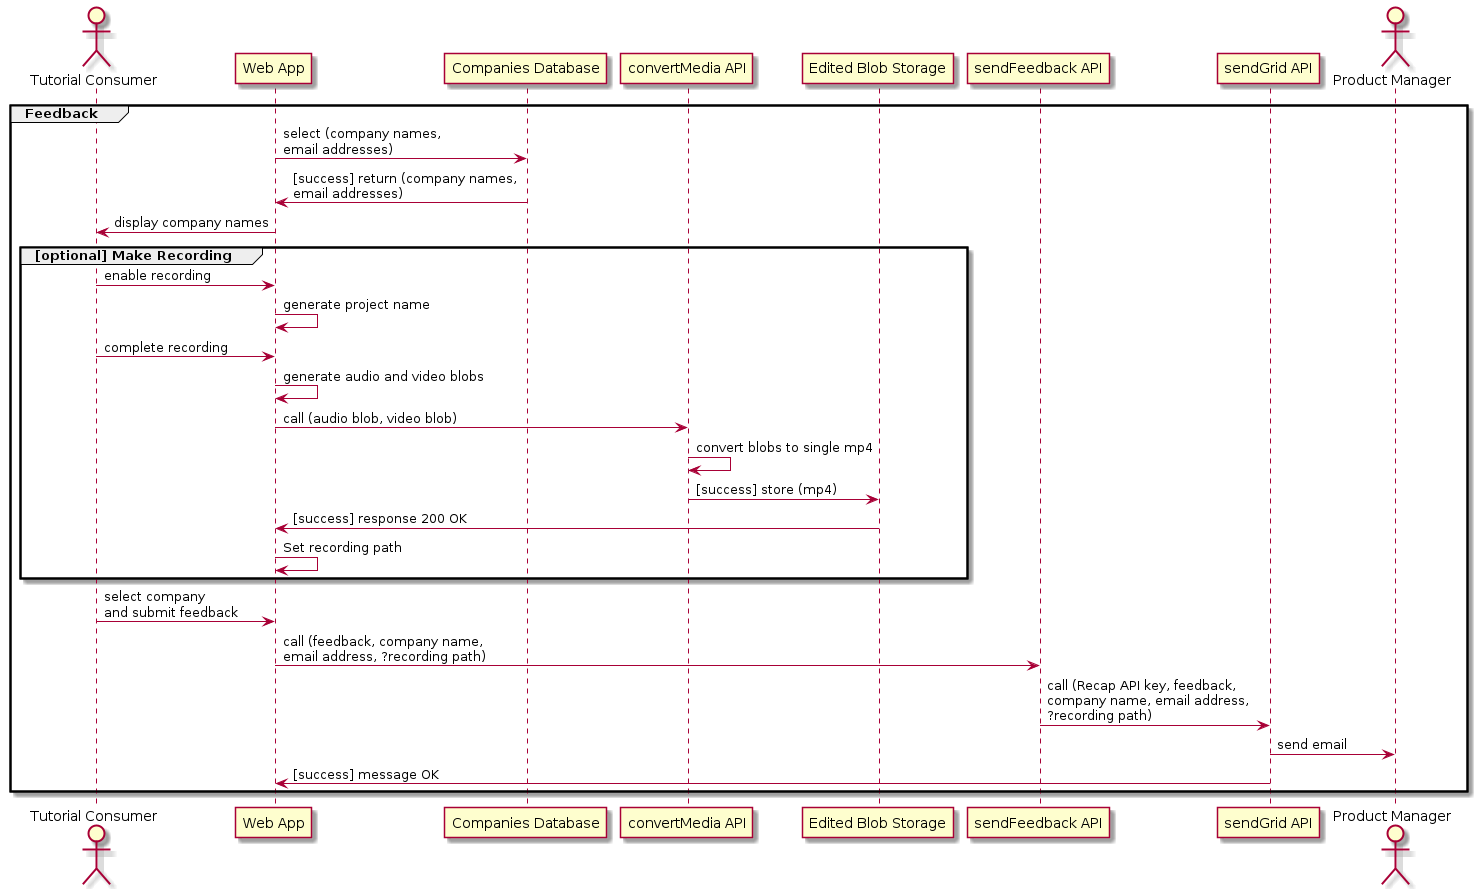 Tutorial Consumer
Web App
Companies Database
convertMedia API
Edited Blob Storage
sendFeedback API
sendGrid API
Product Manager
Feedback
select (company names,
email addresses)
[success] return (company names,
email addresses)
display company names
[optional] Make Recording
enable recording
generate project name
complete recording
generate audio and video blobs
call (audio blob, video blob)
convert blobs to single mp4
[success] store (mp4)
[success] response 200 OK
Set recording path
select company
and submit feedback
call (feedback, company name,
email address, ?recording path)
call (Recap API key, feedback,
company name, email address,
?recording path)
send email
[success] message OK
Tutorial Consumer
Web App
Companies Database
convertMedia API
Edited Blob Storage
sendFeedback API
sendGrid API
Product Manager